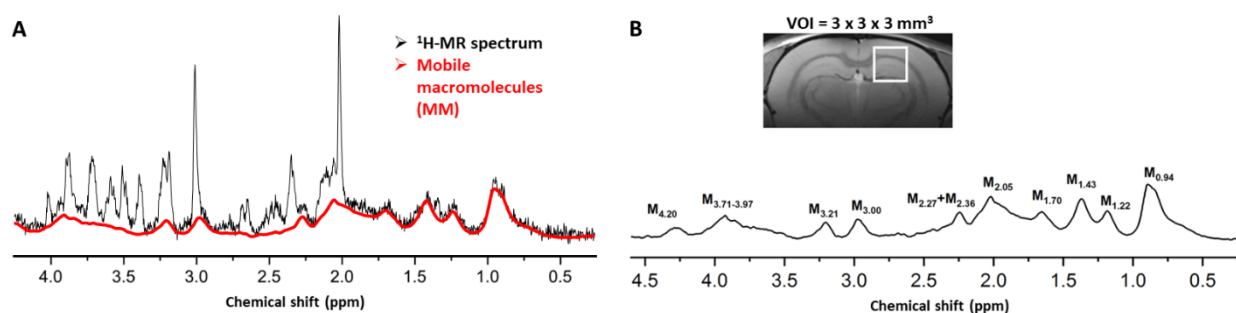 A
¹H-MR spectrum
Mobile
macromolecules
(MM)
4.0 3.5 3.0 2.5 2.0 1.5 1.0 0.5
Chemical shift (ppm)
B
VOI = 3 x 3 x 3 mm³
M4.20
M3.71-3.97
M3.21
M3.00
M2.27+M2.36
M2.05
M1.70
M1.43
M1.22
M0.94
4.5 4.0 3.5 3.0 2.5 2.0 1.5 1.0 0.5
Chemical shift (ppm)